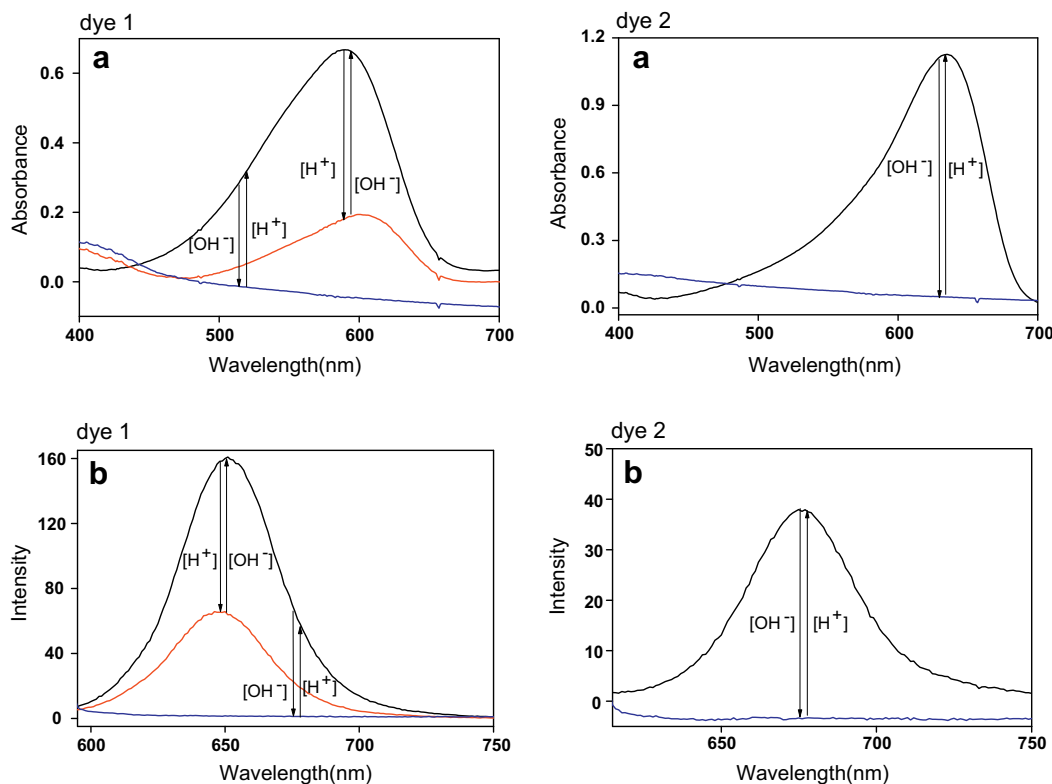 dye 1
a
0.6
0.4
0.2
0.0
Absorbance
[H+]
[OH-]
[OH-]
[H+]
400 500 600 700
Wavelength(nm)
dye 2
a
1.2
0.9
0.6
0.3
0.0
Absorbance
[OH-] [H+]
400 500 600 700
Wavelength(nm)
dye 1
b
160
120
80
40
0
Intensity
[H+] [OH-]
[OH-] [H+]
600 650 700 750
Wavelength(nm)
dye 2
b
50
40
30
20
10
0
Intensity
[OH-] [H+]
650 700 750
Wavelength(nm)